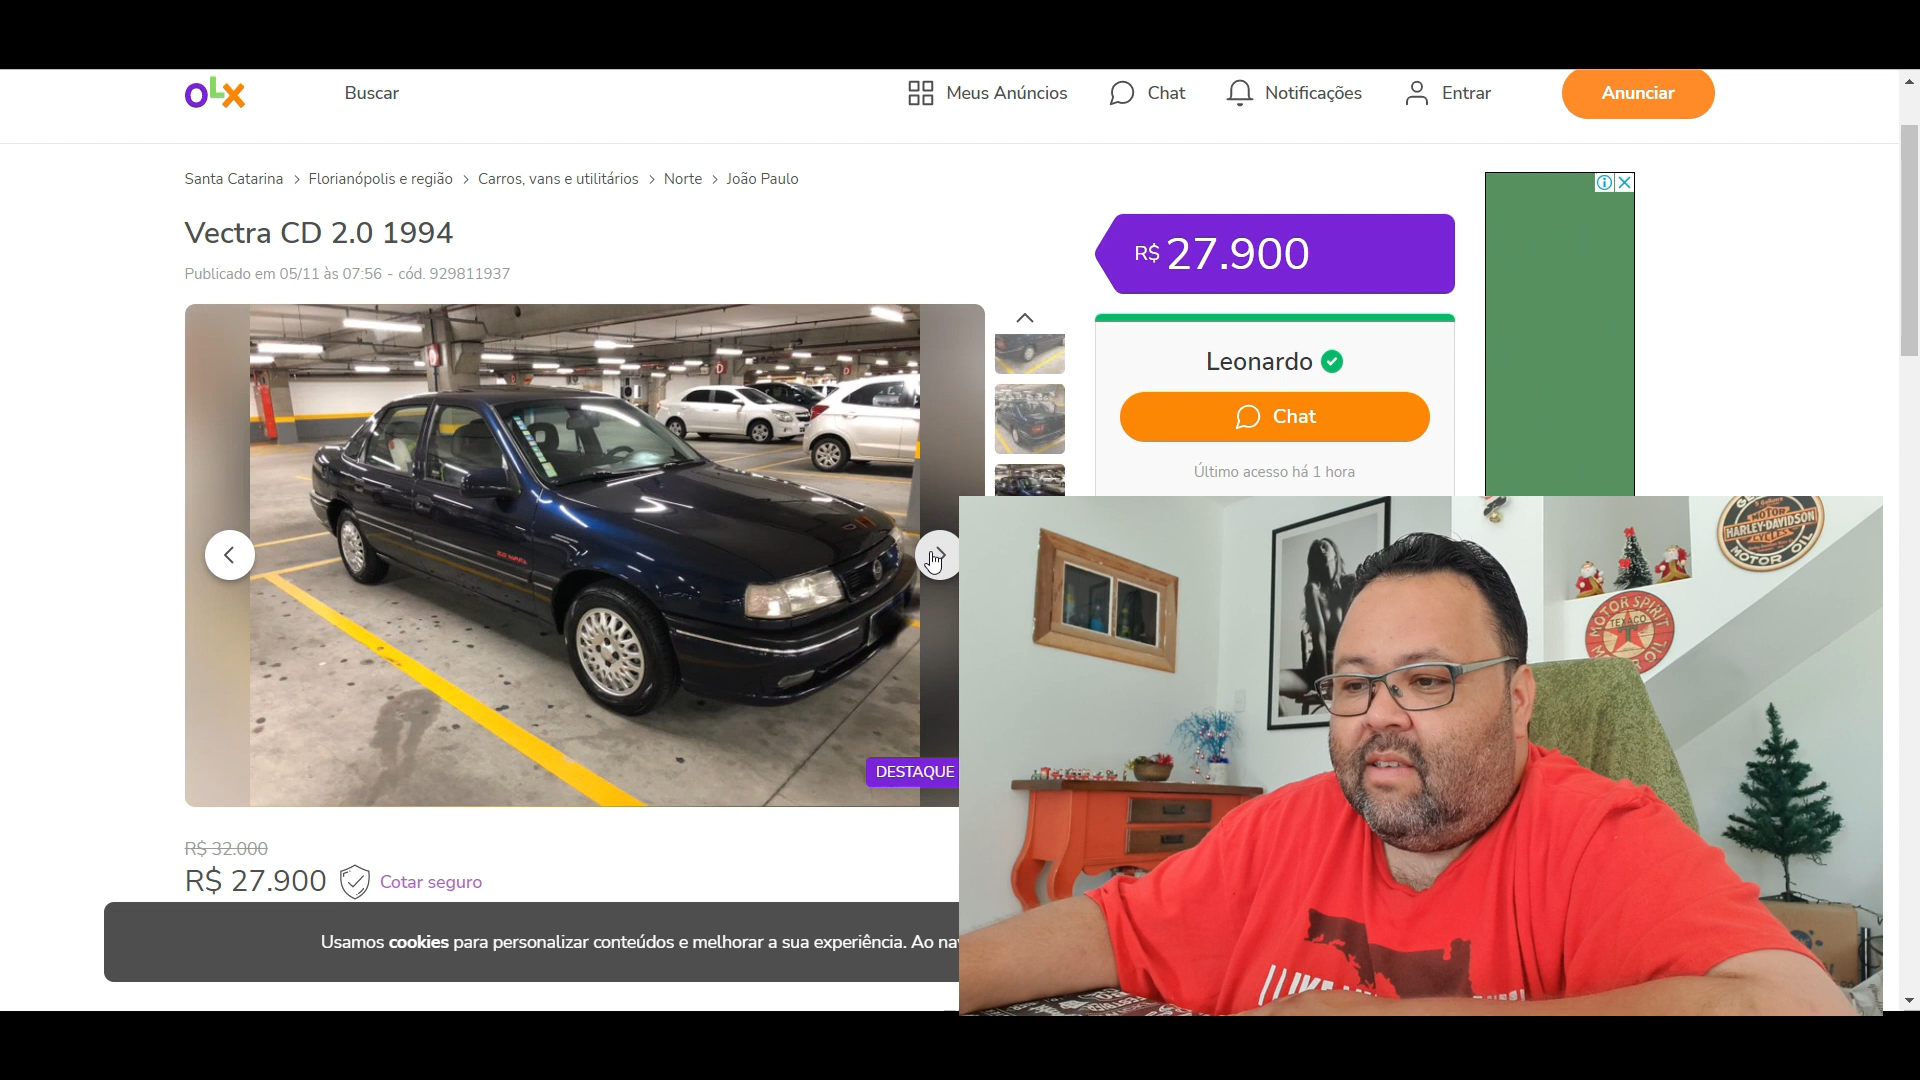 olx
Buscar
Meus Anúncios
Chat
Notificações
Entrar
Anunciar
Santa Catarina > Florianópolis e região > Carros, vans e utilitários > Norte > João Paulo
Vectra CD 2.0 1994
Publicado em 05/11 às 07:56 - cód. 929811937
R$ 27.900
Leonardo
Chat
Último acesso há 1 hora
DESTAQUE
R$ 32.000
R$ 27.900
Cotar seguro
Usamos cookies para personalizar conteúdos e melhorar a sua experiência. Ao na
MOTOR
HARLEY-DAVIDSON
CYCLES
MOTOR OIL
MOTOR SPIRIT
TEXACO